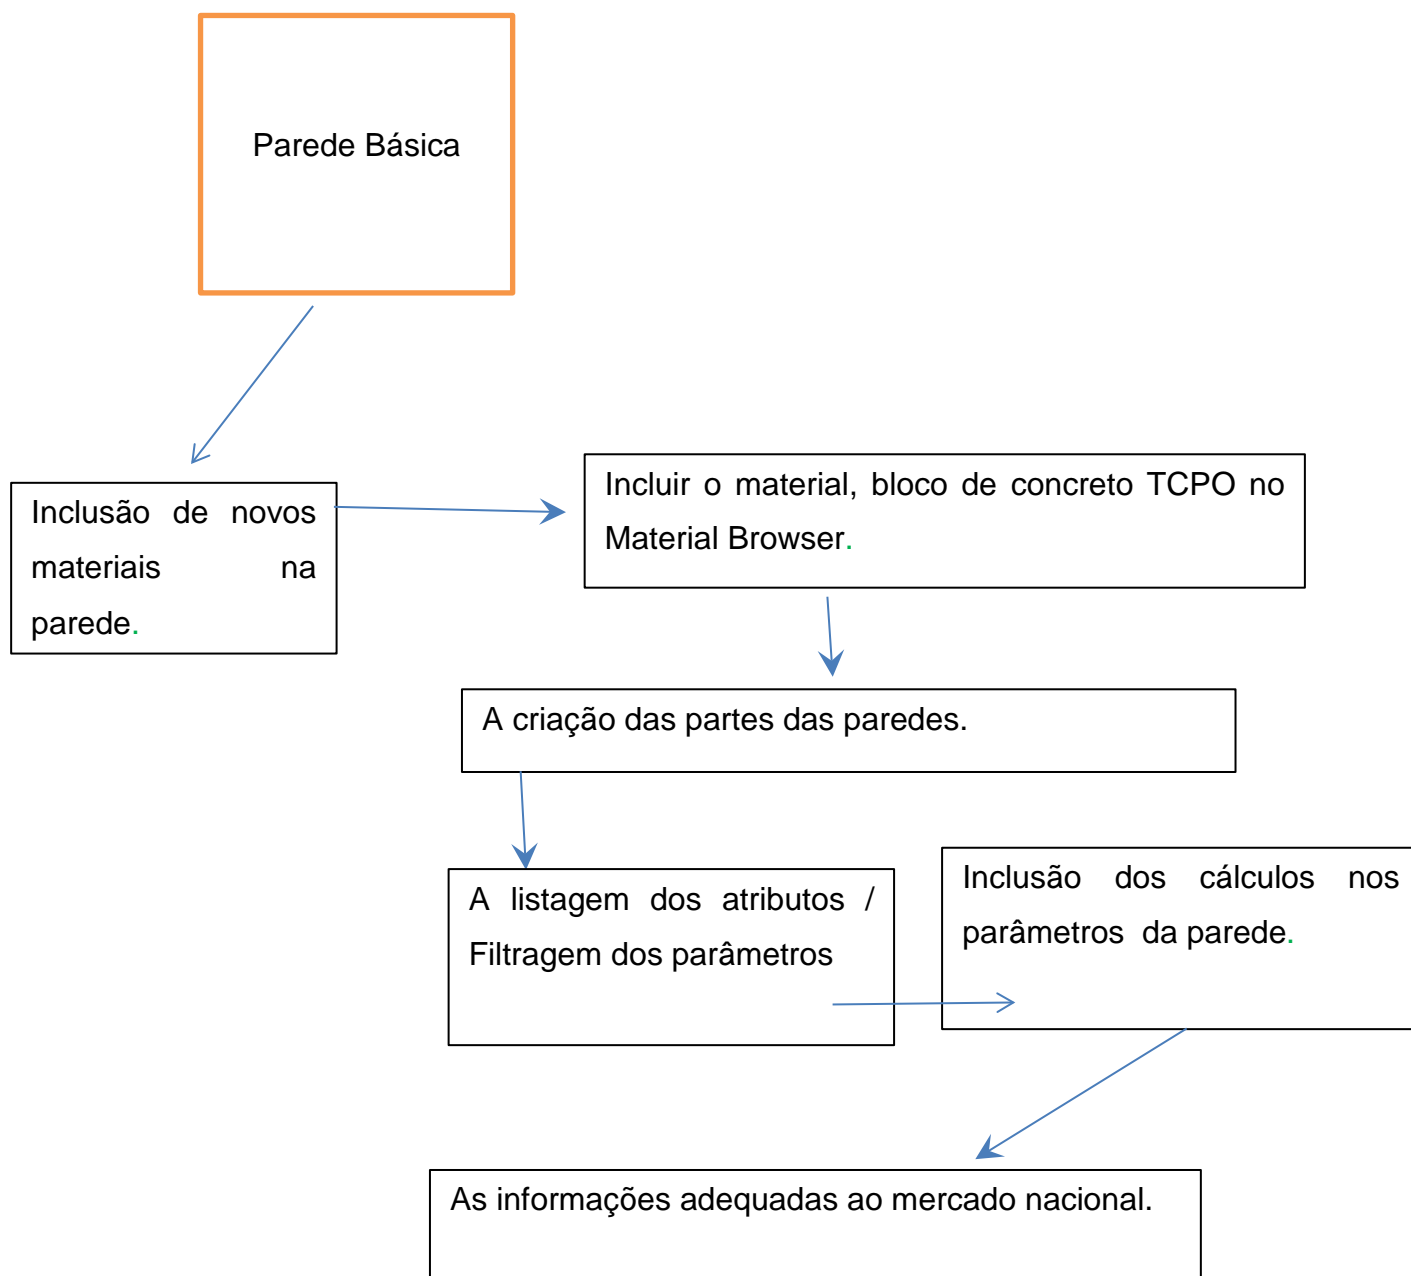 Parede Básica
Inclusão de novos
materiais na
parede.
Incluir o material, bloco de concreto TCPO no
Material Browser.
A criação das partes das paredes.
A listagem dos atributos /
Filtragem dos parâmetros
Inclusão dos cálculos nos
parâmetros da parede.
As informações adequadas ao mercado nacional.